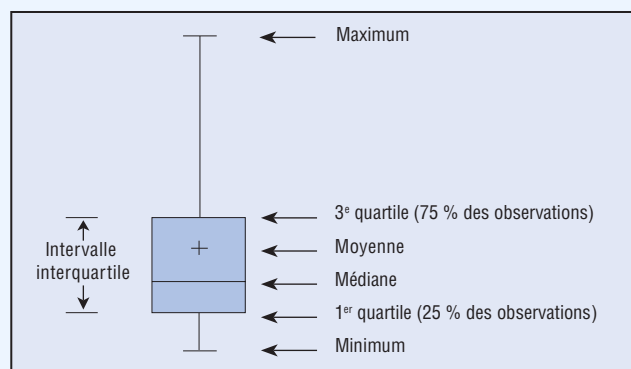 Maximum
3e quartile (75 % des observations)
Moyenne
Intervalle
interquartile
Médiane
1er quartile (25 % des observations)
Minimum